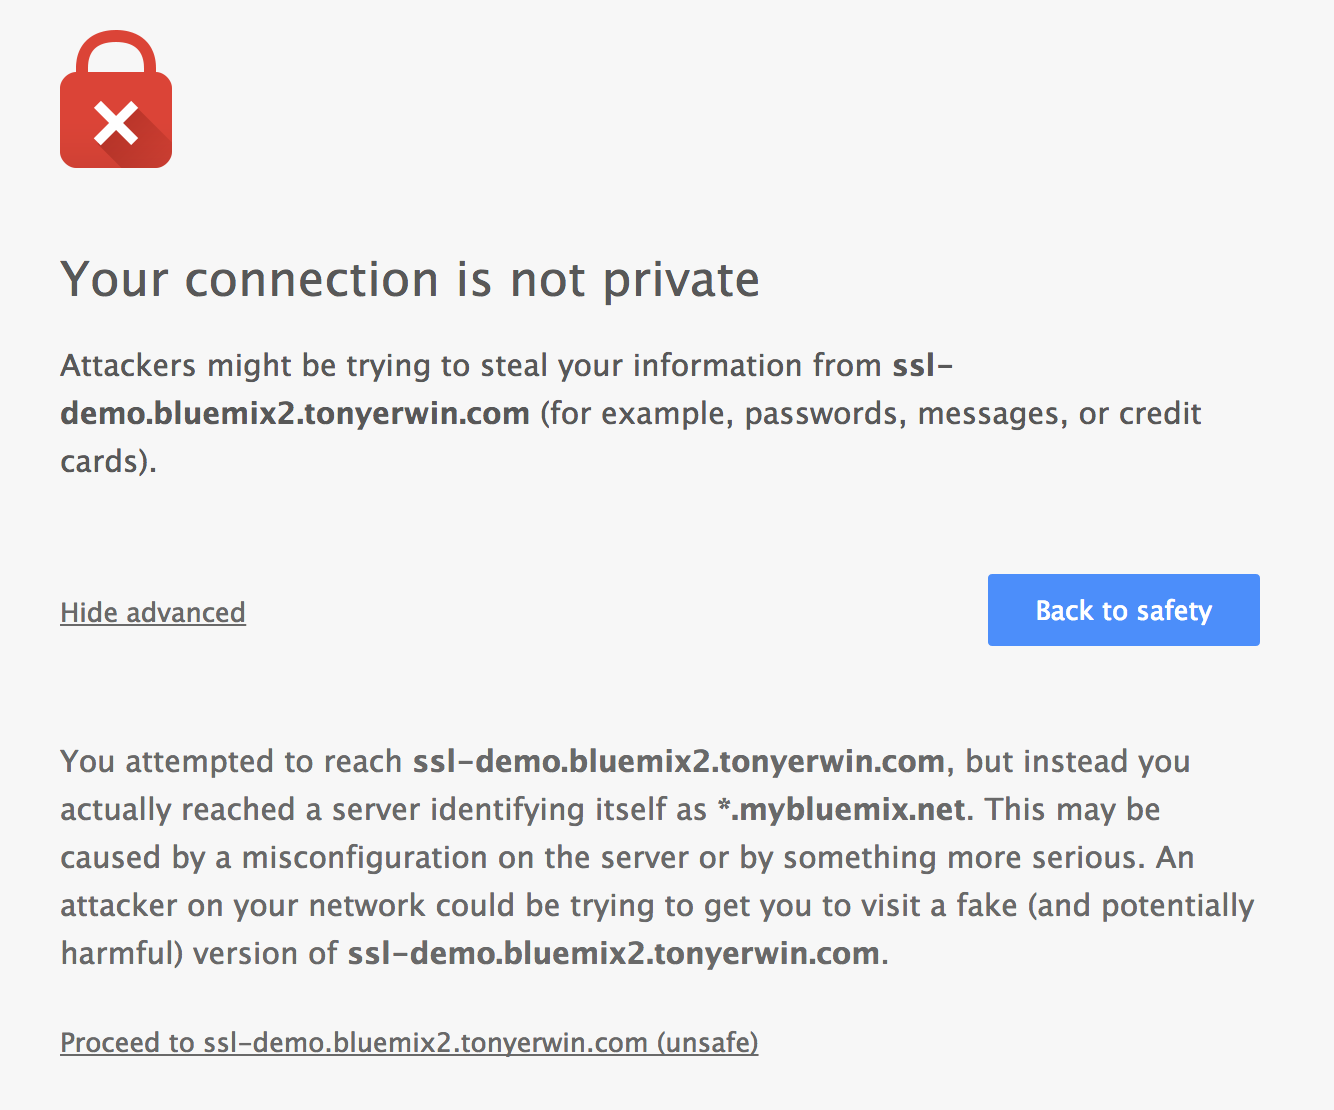 Your connection is not private
Attackers might be trying to steal your information from ssl-
demo.bluemix2.tonyerwin.com (for example, passwords, messages, or credit
cards).
Hide advanced
Back to safety
You attempted to reach ssl-demo.bluemix2.tonyerwin.com, but instead you
actually reached a server identifying itself as *.mybluemix.net. This may be
caused by a misconfiguration on the server or by something more serious. An
attacker on your network could be trying to get you to visit a fake (and potentially
harmful) version of ssl-demo.bluemix2.tonyerwin.com.
Proceed to ssl-demo.bluemix2.tonyerwin.com (unsafe)